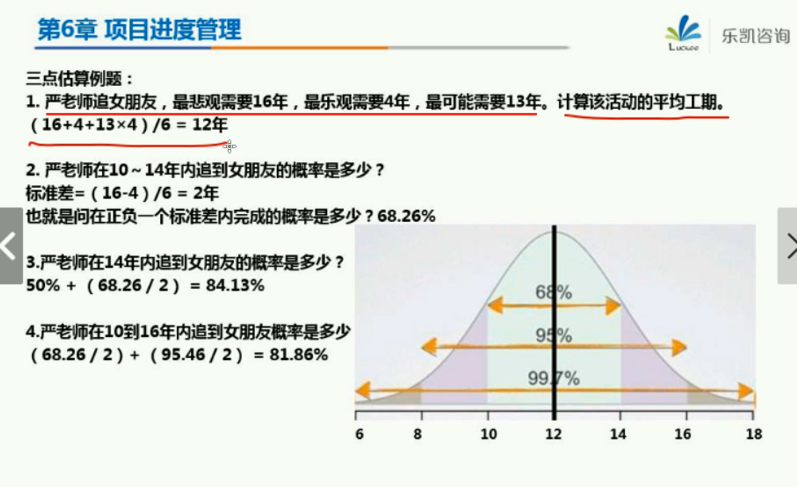 第6章 项目进度管理
Luckee 乐凯咨询
三点估算例题：
1. 严老师追女朋友，最悲观需要16年，最乐观需要4年，最可能需要13年。计算该活动的平均工期。
（16+4+13×4）/6 = 12年
2. 严老师在10～14年内追到女朋友的概率是多少？
标准差=（16-4）/6 = 2年
也就是问在正负一个标准差内完成的概率是多少？68.26%
3.严老师在14年内追到女朋友的概率是多少？
50% + （68.26 / 2） = 84.13%
4.严老师在10到16年内追到女朋友概率是多少
（68.26 / 2）+ （95.46 / 2） = 81.86%
68%
95%
99.7%
6 8 10 12 14 16 18